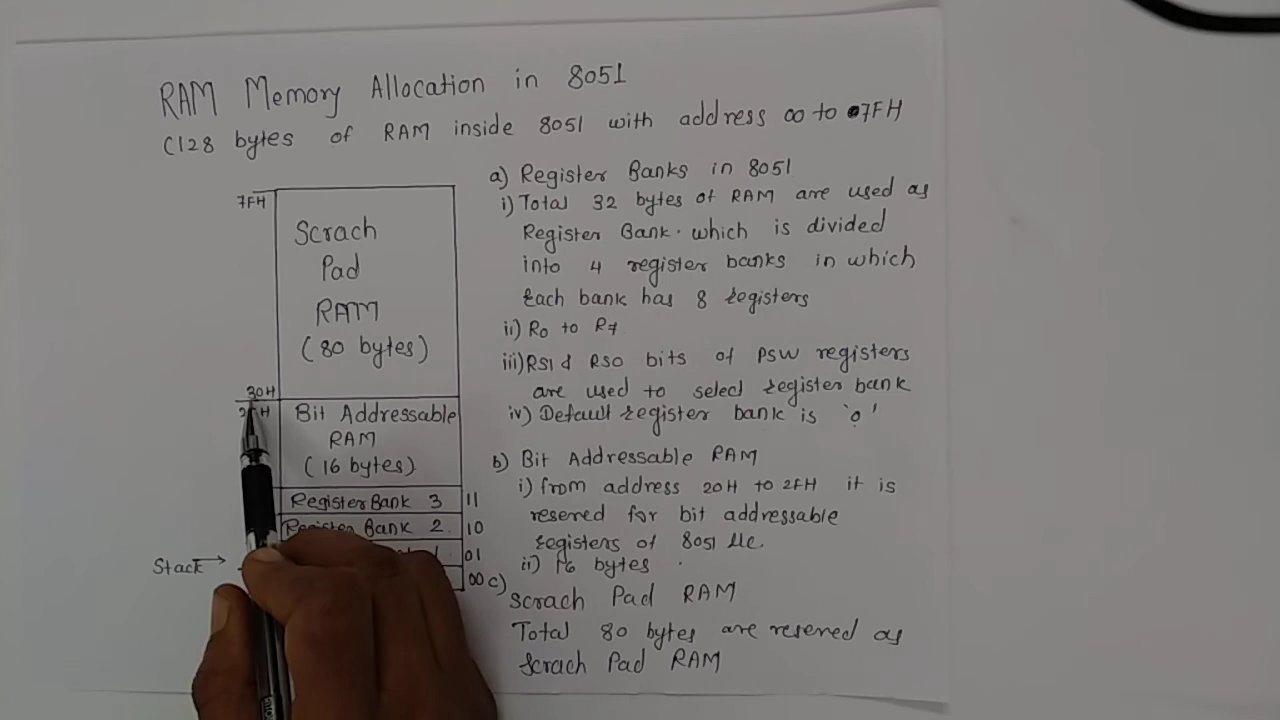 RAM Memory Allocation in 8051
(128 bytes of RAM inside 8051 with address 00 to 07FH
7FH
Scrach
Pad
RAM
(80 bytes)
30H
Bit Addressable
RAM
(16 bytes)
Register Bank 3 11
Register Bank 2. 10
01
Stack →
00
a) Register Banks in 8051
i) Total 32 bytes of RAM are used as
Register Bank. which is divided
into 4 register banks in which
Each bank has 8 registers
ii) R0 to R7
iii) RS1 & RS0 bits of PSW registers
are used to select register bank
iv) Default register bank is '0'
b) Bit Addressable RAM
i) from address 20H to 2FH it is
reserved for bit addressable
registers of 8051 uc.
ii) 16 bytes
c)
Scrach Pad RAM
Total 80 bytes are reserved as
Scrach Pad RAM